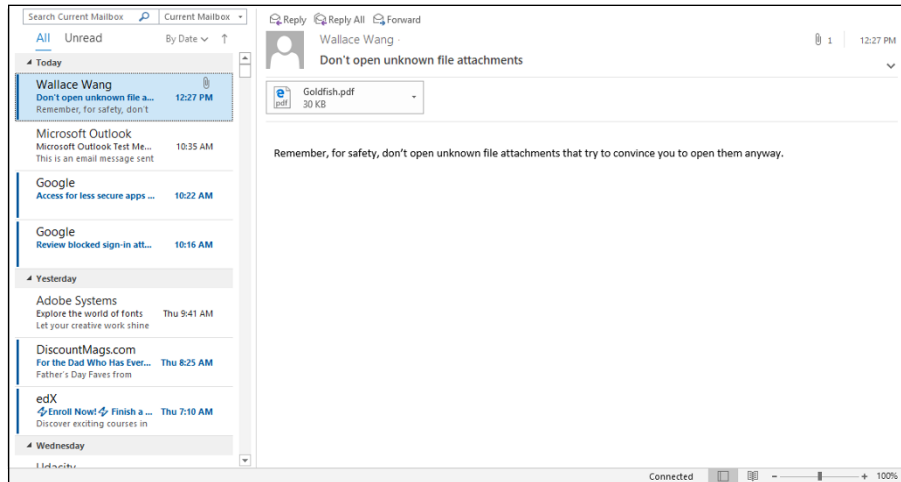 Search Current Mailbox Current Mailbox
All Unread By Date
Today
Wallace Wang
Don't open unknown file a... 12:27 PM
Remember, for safety, don't
Microsoft Outlook
Microsoft Outlook Test Me... 10:35 AM
This is an email message sent
Google
Access for less secure apps ... 10:22 AM
Google
Review blocked sign-in att... 10:16 AM
Yesterday
Adobe Systems
Explore the world of fonts Thu 9:41 AM
Let your creative work shine
DiscountMags.com
For the Dad Who Has Ever... Thu 8:25 AM
Father's Day Faves from
edX
Enroll Now! Finish a ... Thu 7:10 AM
Discover exciting courses in
Wednesday
Udacity
Reply Reply All Forward
Wallace Wang
1 12:27 PM
Don't open unknown file attachments
pdf
Goldfish.pdf
30 KB
Remember, for safety, don't open unknown file attachments that try to convince you to open them anyway.
Connected - + 100%